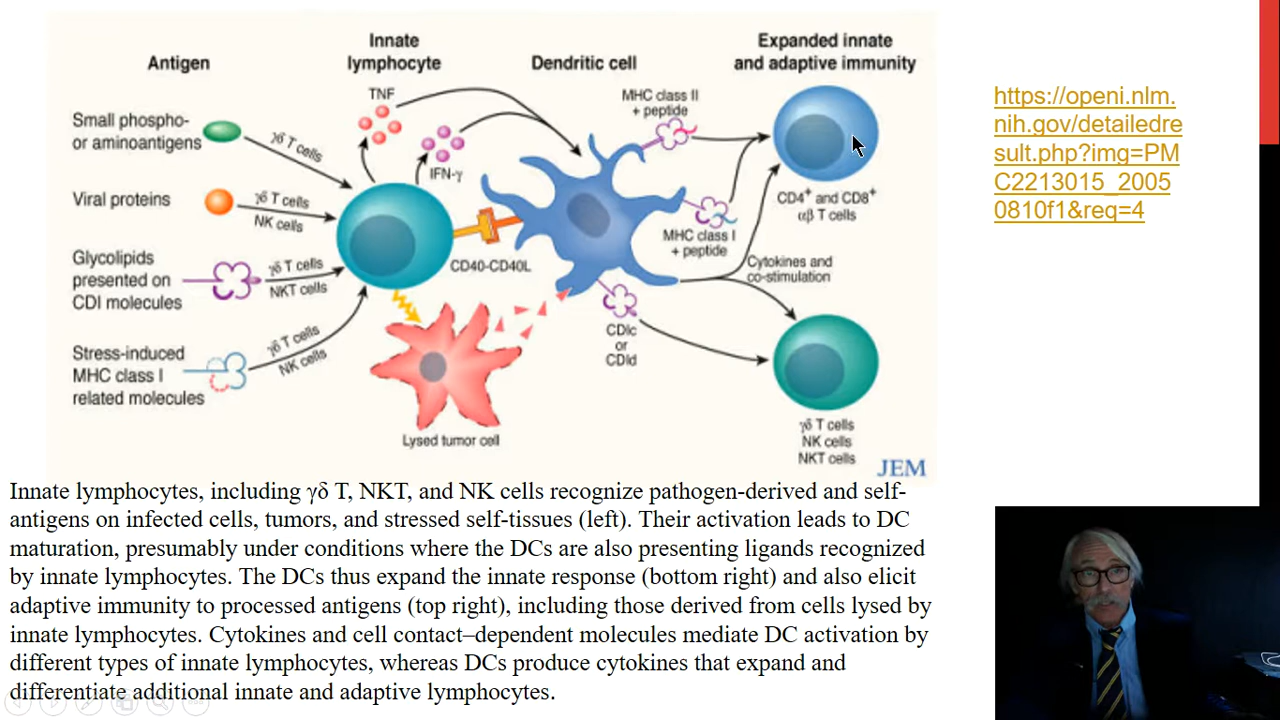 Antigen
Innate
lymphocyte
Dendritic cell
Expanded innate
and adaptive immunity
Small phospho-
or aminoantigens
γδ T cells
Viral proteins
γδ T cells
NK cells
Glycolipids
presented on
CDI molecules
γδ T cells
NKT cells
Stress-induced
MHC class I
related molecules
γδ T cells
NK cells
TNF
IFN-γ
CD40-CD40L
Lysed tumor cell
MHC class II
+ peptide
MHC class I
+ peptide
Cytokines and
co-stimulation
CDIc
or
CDId
CD4⁺ and CD8⁺
αβ T cells
γδ T cells
NK cells
NKT cells
JEM
https://openi.nlm.
nih.gov/detailedre
sult.php?img=PM
C2213015_2005
0810f1&req=4
Innate lymphocytes, including γδ T, NKT, and NK cells recognize pathogen-derived and self-
antigens on infected cells, tumors, and stressed self-tissues (left). Their activation leads to DC
maturation, presumably under conditions where the DCs are also presenting ligands recognized
by innate lymphocytes. The DCs thus expand the innate response (bottom right) and also elicit
adaptive immunity to processed antigens (top right), including those derived from cells lysed by
innate lymphocytes. Cytokines and cell contact–dependent molecules mediate DC activation by
different types of innate lymphocytes, whereas DCs produce cytokines that expand and
differentiate additional innate and adaptive lymphocytes.